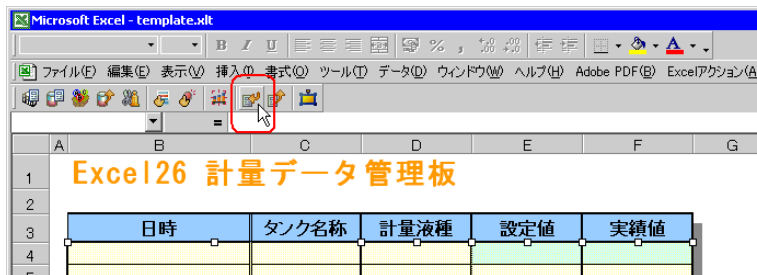 Microsoft Excel - template.xlt
B I U % ,
ファイル(F) 編集(E) 表示(V) 挿入(I) 書式(O) ツール(T) データ(D) ウィンドウ(W) ヘルプ(H) Adobe PDF(B) Excelアクション(A
=
A B C D E F G
1 Excel26 計量データ管理板
2
3 日時 タンク名称 計量液種 設定値 実績値
4